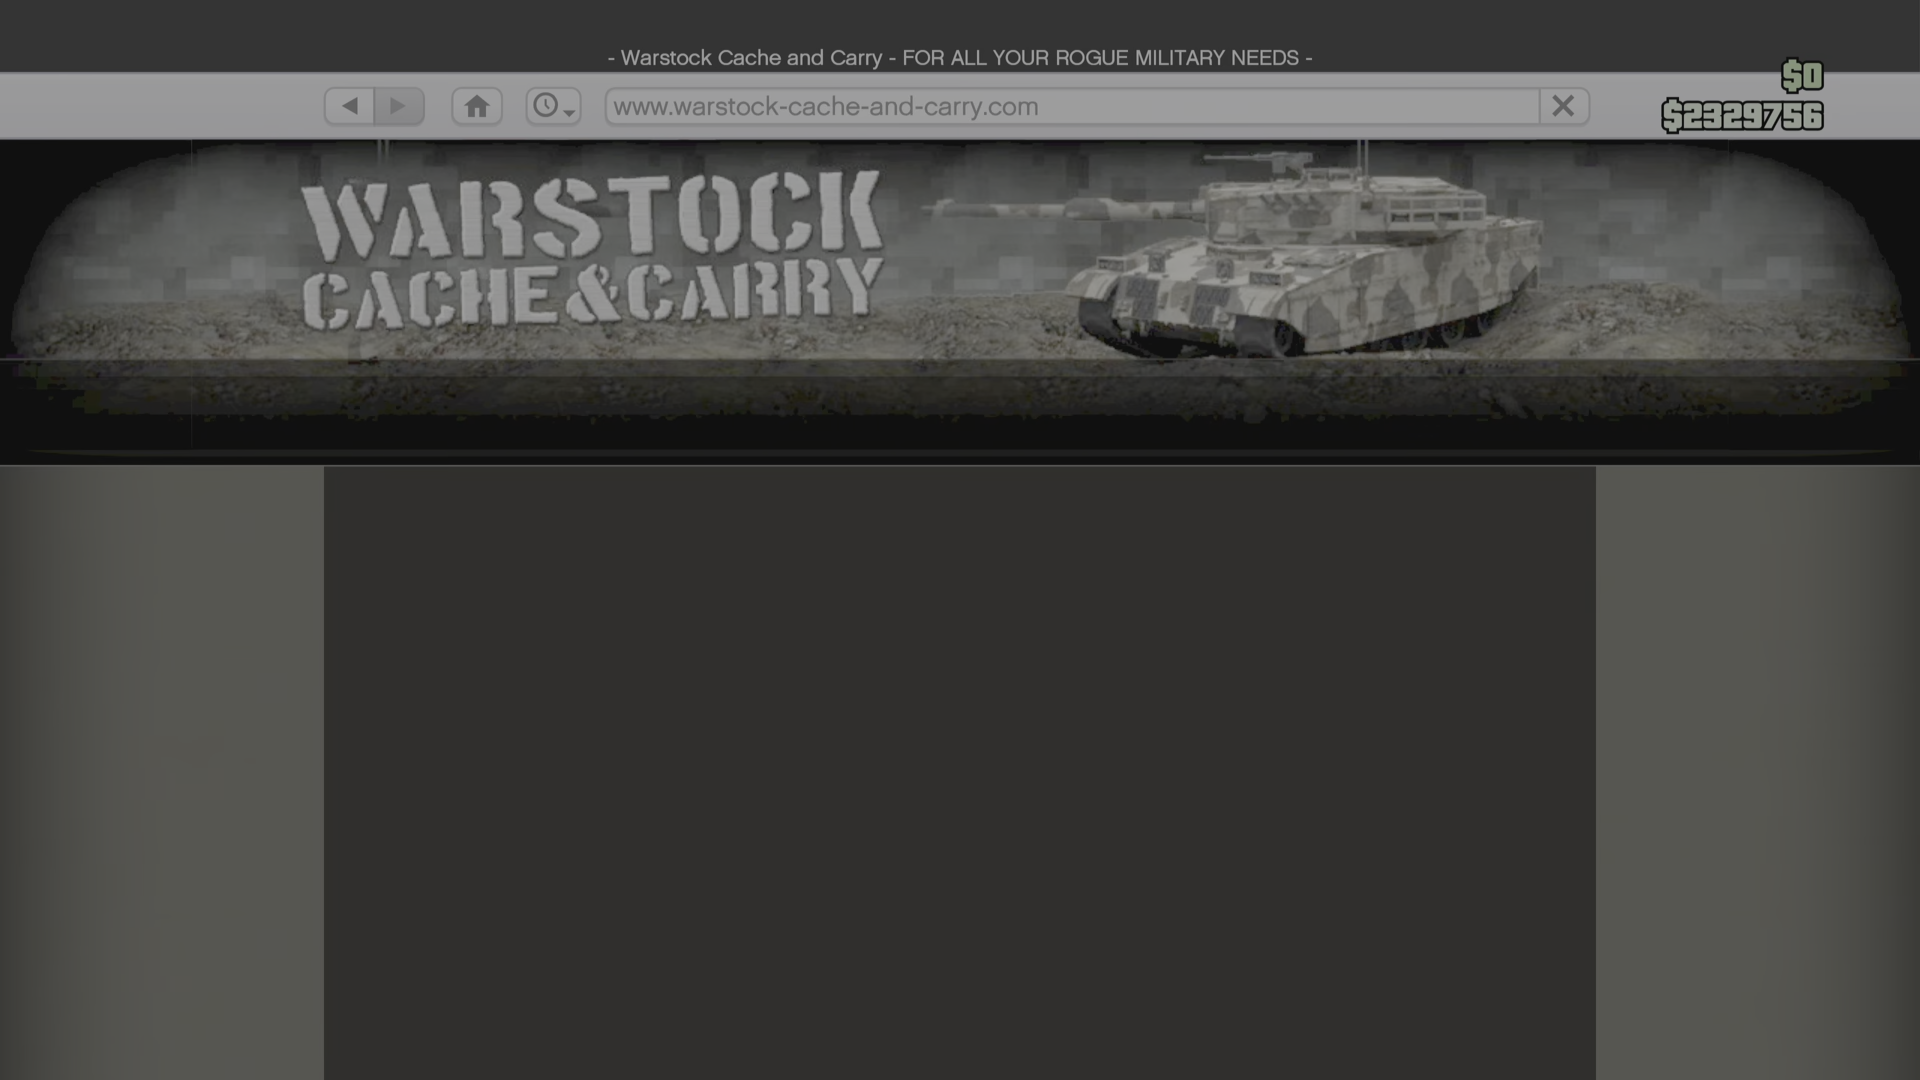 - Warstock Cache and Carry - FOR ALL YOUR ROGUE MILITARY NEEDS -
$0
www.warstock-cache-and-carry.com
$2329756
WARSTOCK
CACHE & CARRY